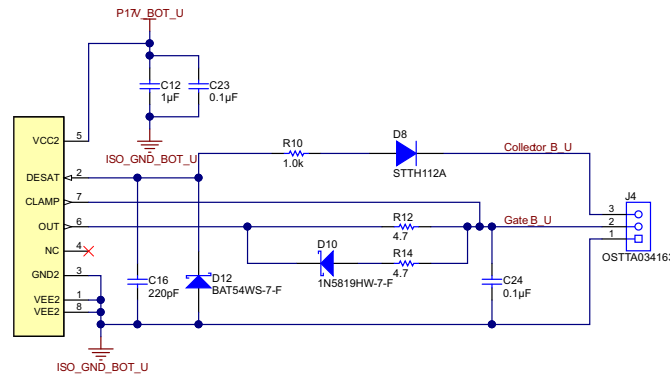 P17V_BOT_U
C12
1µF
C23
0.1µF
ISO_GND_BOT_U
VCC2
5
DESAT
2
CLAMP
7
OUT
6
NC
4
GND2
3
VEE2
1
VEE2
8
R10
1.0k
D8
STTH112A
Collector_B_U
R12
4.7
Gate_B_U
D10
1N5819HW-7-F
R14
4.7
C16
220pF
D12
BAT54WS-7-F
C24
0.1µF
J4
3
2
1
OSTTA034163
ISO_GND_BOT_U